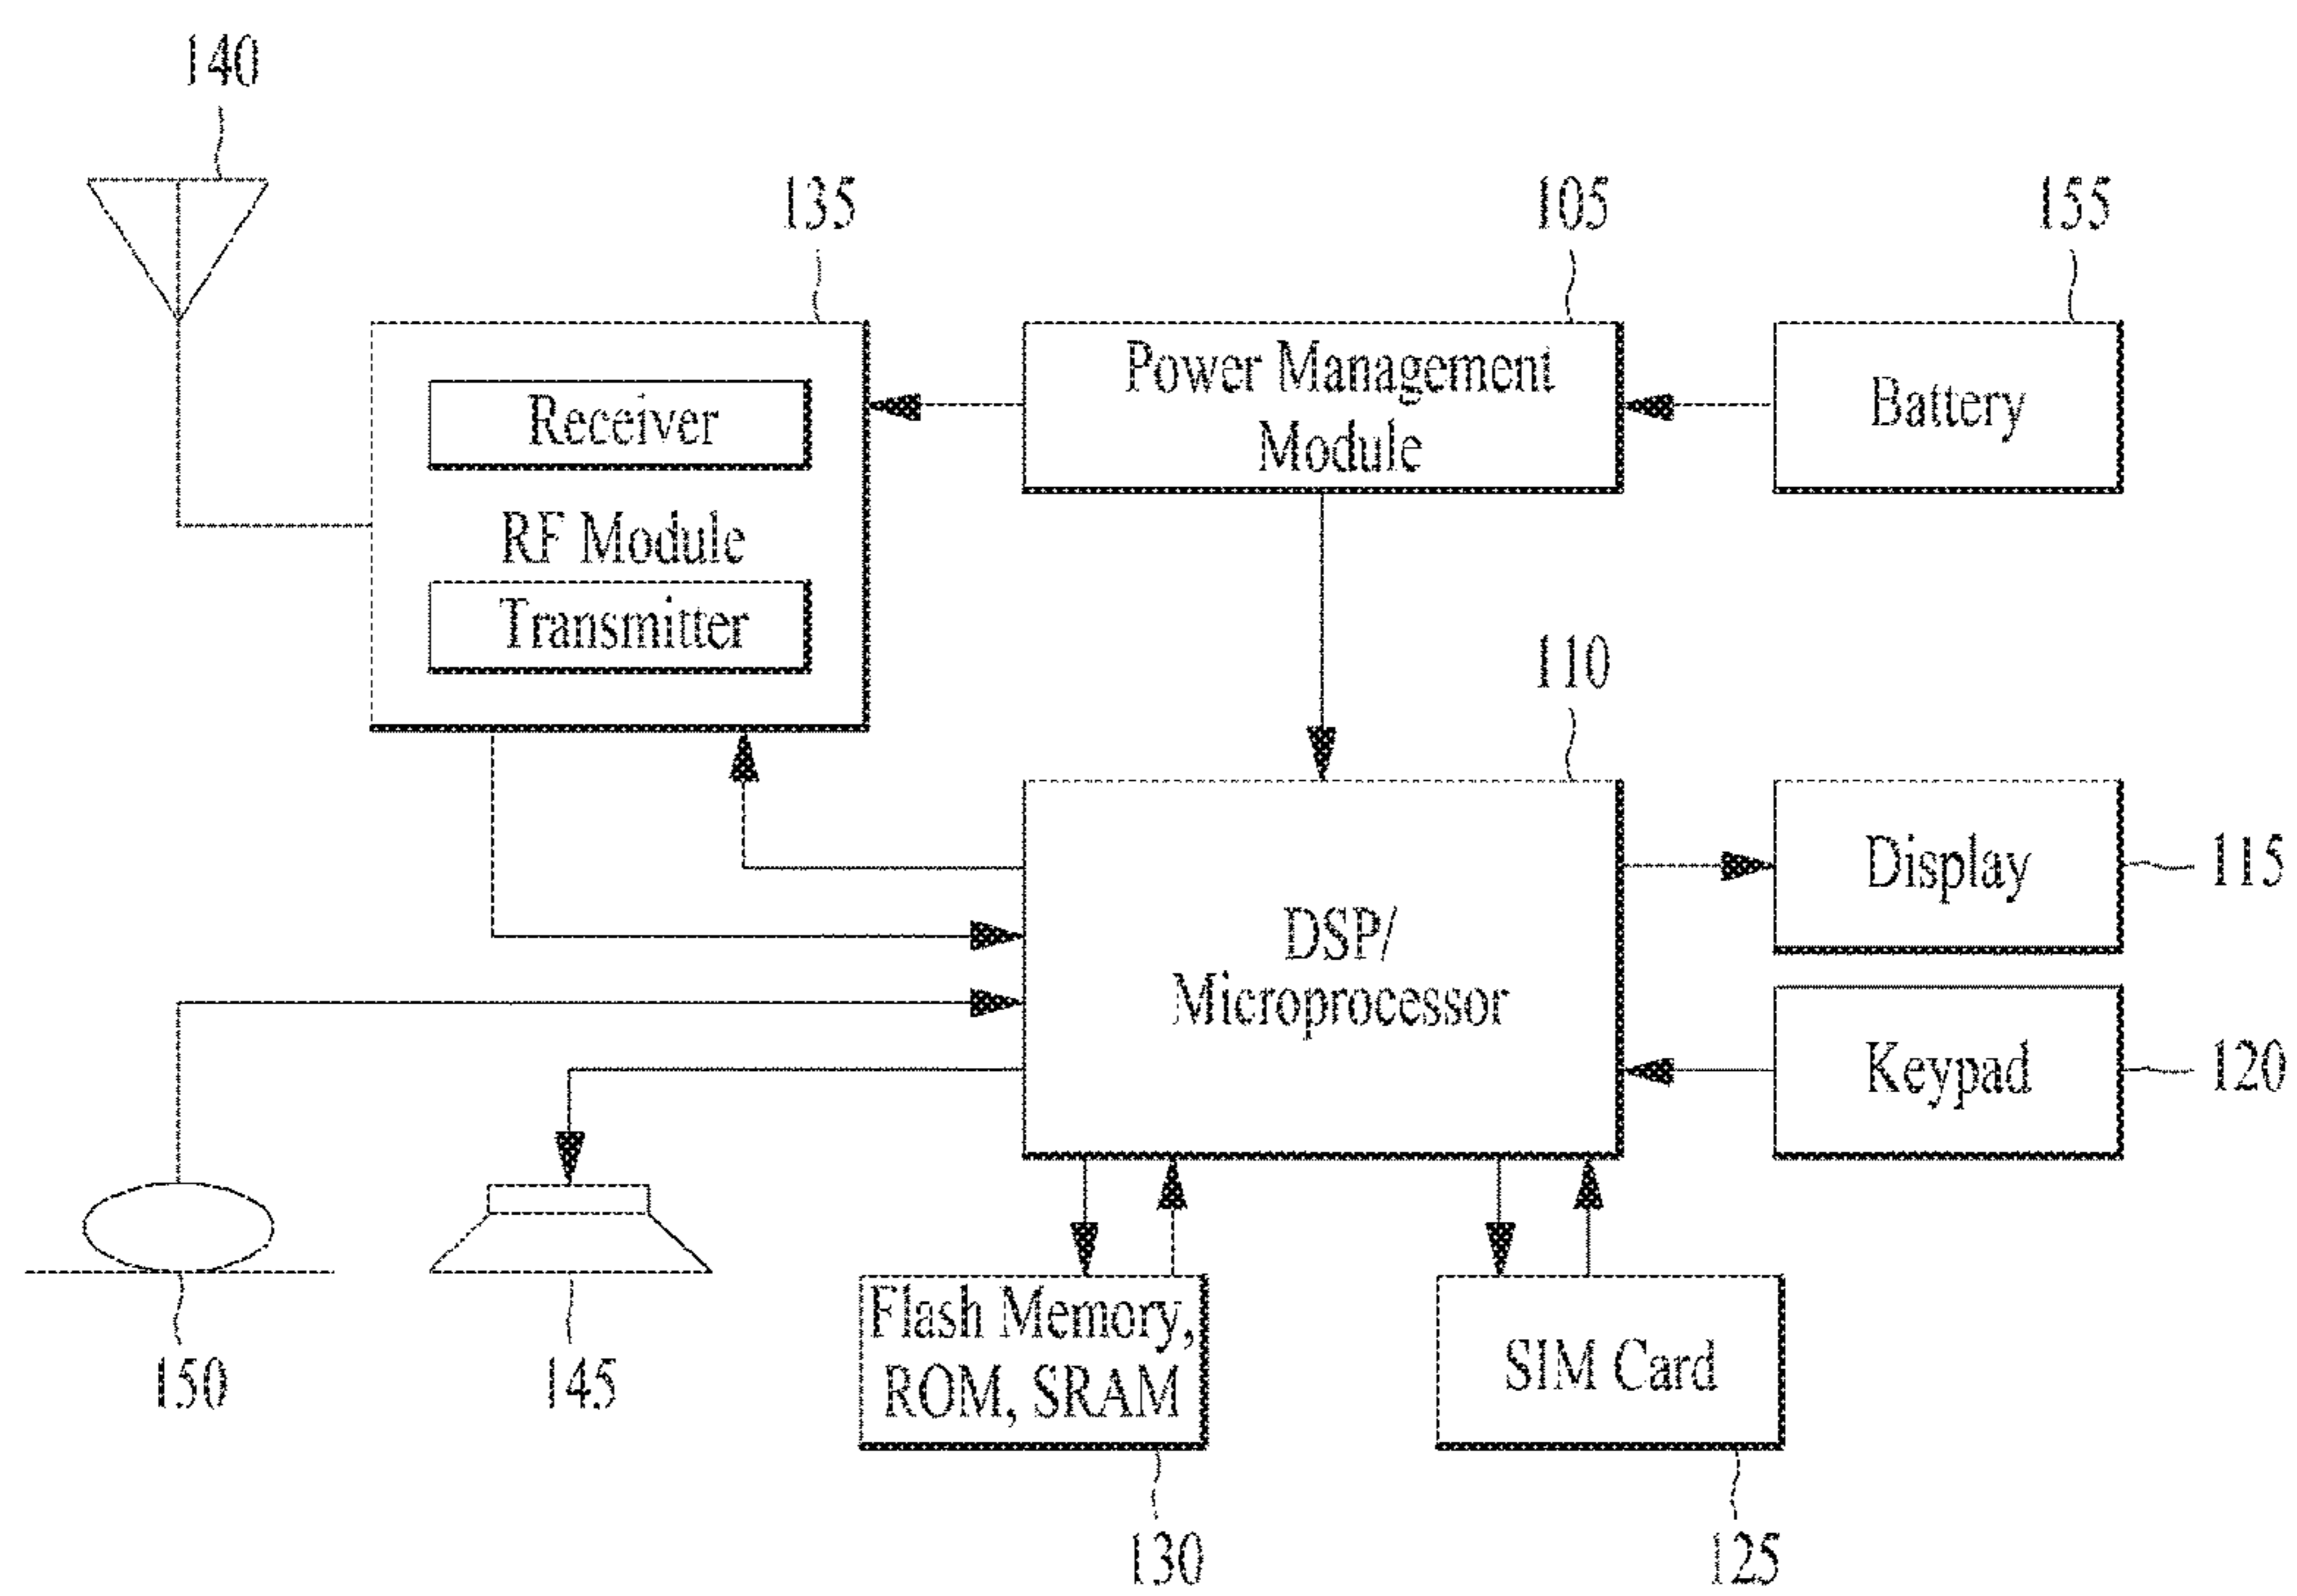 140
135
105
155
Receiver
RF Module
Transmitter
Power Management
Module
Battery
110
DSP/
Microprocessor
Display
115
Keypad
120
150
145
Flash Memory,
ROM, SRAM
SIM Card
130
125